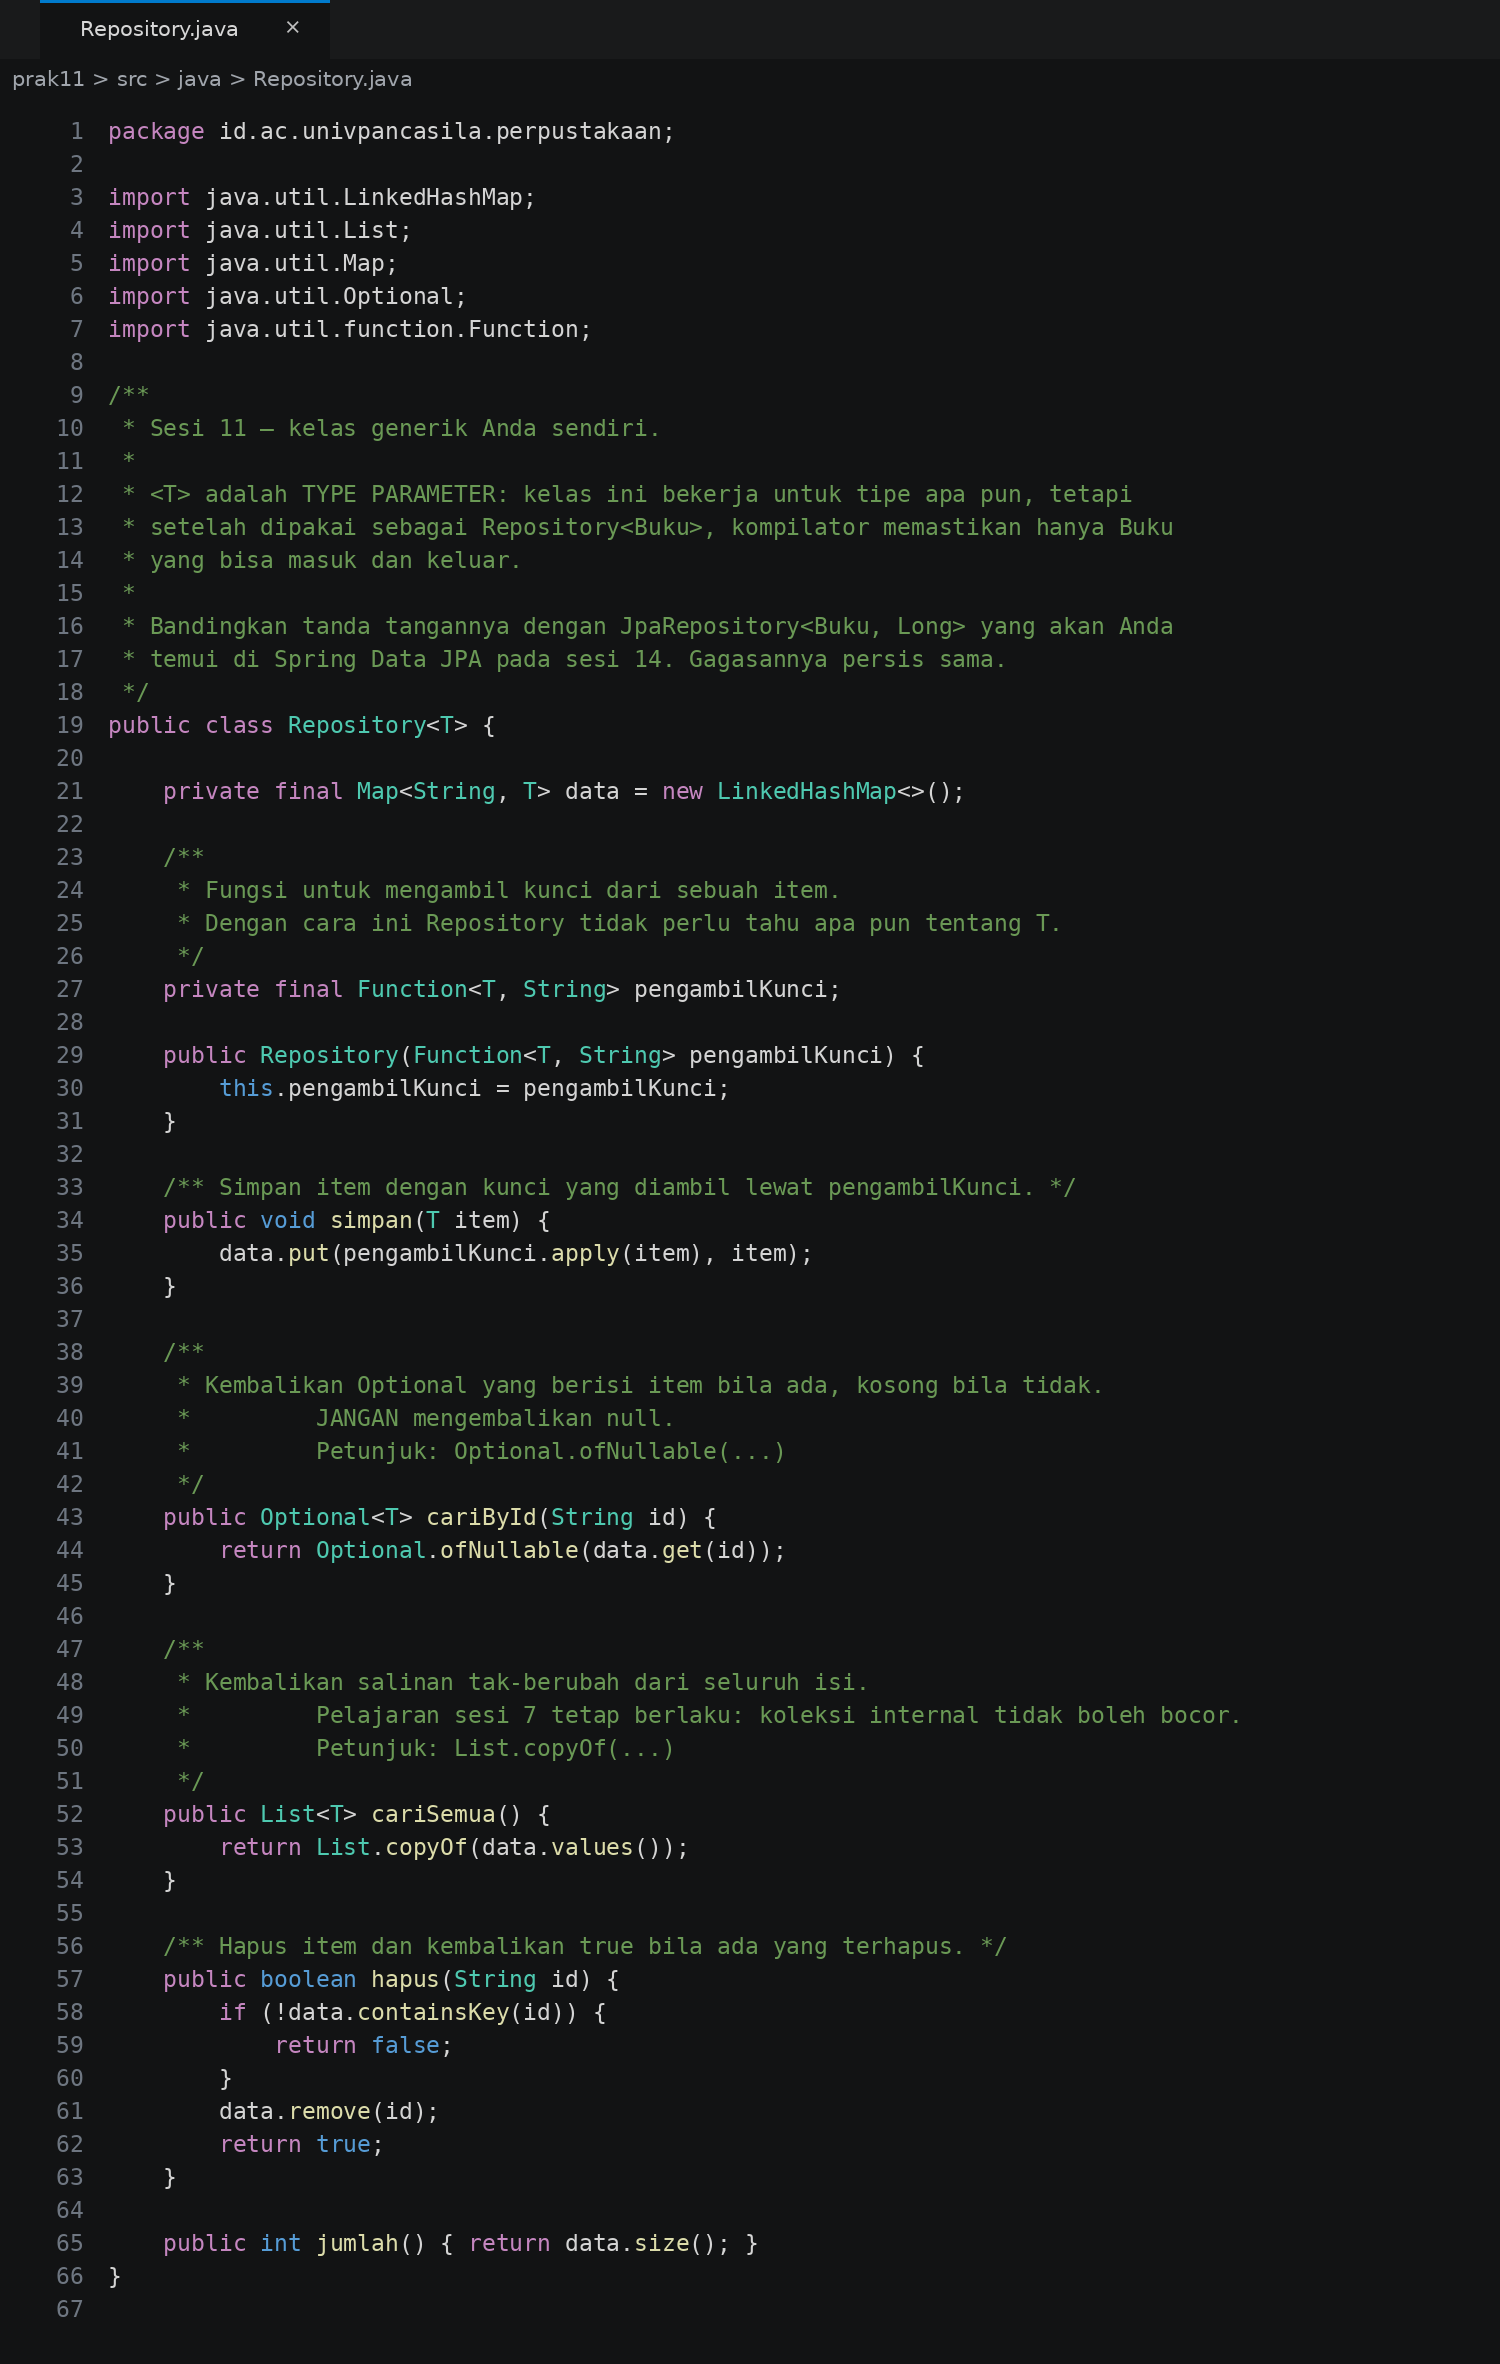 Repository.java ×
prak11 > src > java > Repository.java
1 package id.ac.univpancasila.perpustakaan;
2
3 import java.util.LinkedHashMap;
4 import java.util.List;
5 import java.util.Map;
6 import java.util.Optional;
7 import java.util.function.Function;
8
9 /**
10  * Sesi 11 — kelas generik Anda sendiri.
11  *
12  * <T> adalah TYPE PARAMETER: kelas ini bekerja untuk tipe apa pun, tetapi
13  * setelah dipakai sebagai Repository<Buku>, kompilator memastikan hanya Buku
14  * yang bisa masuk dan keluar.
15  *
16  * Bandingkan tanda tangannya dengan JpaRepository<Buku, Long> yang akan Anda
17  * temui di Spring Data JPA pada sesi 14. Gagasannya persis sama.
18  */
19 public class Repository<T> {
20
21     private final Map<String, T> data = new LinkedHashMap<>();
22
23     /**
24      * Fungsi untuk mengambil kunci dari sebuah item.
25      * Dengan cara ini Repository tidak perlu tahu apa pun tentang T.
26      */
27     private final Function<T, String> pengambilKunci;
28
29     public Repository(Function<T, String> pengambilKunci) {
30         this.pengambilKunci = pengambilKunci;
31     }
32
33     /** Simpan item dengan kunci yang diambil lewat pengambilKunci. */
34     public void simpan(T item) {
35         data.put(pengambilKunci.apply(item), item);
36     }
37
38     /**
39      * Kembalikan Optional yang berisi item bila ada, kosong bila tidak.
40      *         JANGAN mengembalikan null.
41      *         Petunjuk: Optional.ofNullable(...)
42      */
43     public Optional<T> cariById(String id) {
44         return Optional.ofNullable(data.get(id));
45     }
46
47     /**
48      * Kembalikan salinan tak-berubah dari seluruh isi.
49      *         Pelajaran sesi 7 tetap berlaku: koleksi internal tidak boleh bocor.
50      *         Petunjuk: List.copyOf(...)
51      */
52     public List<T> cariSemua() {
53         return List.copyOf(data.values());
54     }
55
56     /** Hapus item dan kembalikan true bila ada yang terhapus. */
57     public boolean hapus(String id) {
58         if (!data.containsKey(id)) {
59             return false;
60         }
61         data.remove(id);
62         return true;
63     }
64
65     public int jumlah() { return data.size(); }
66 }
67